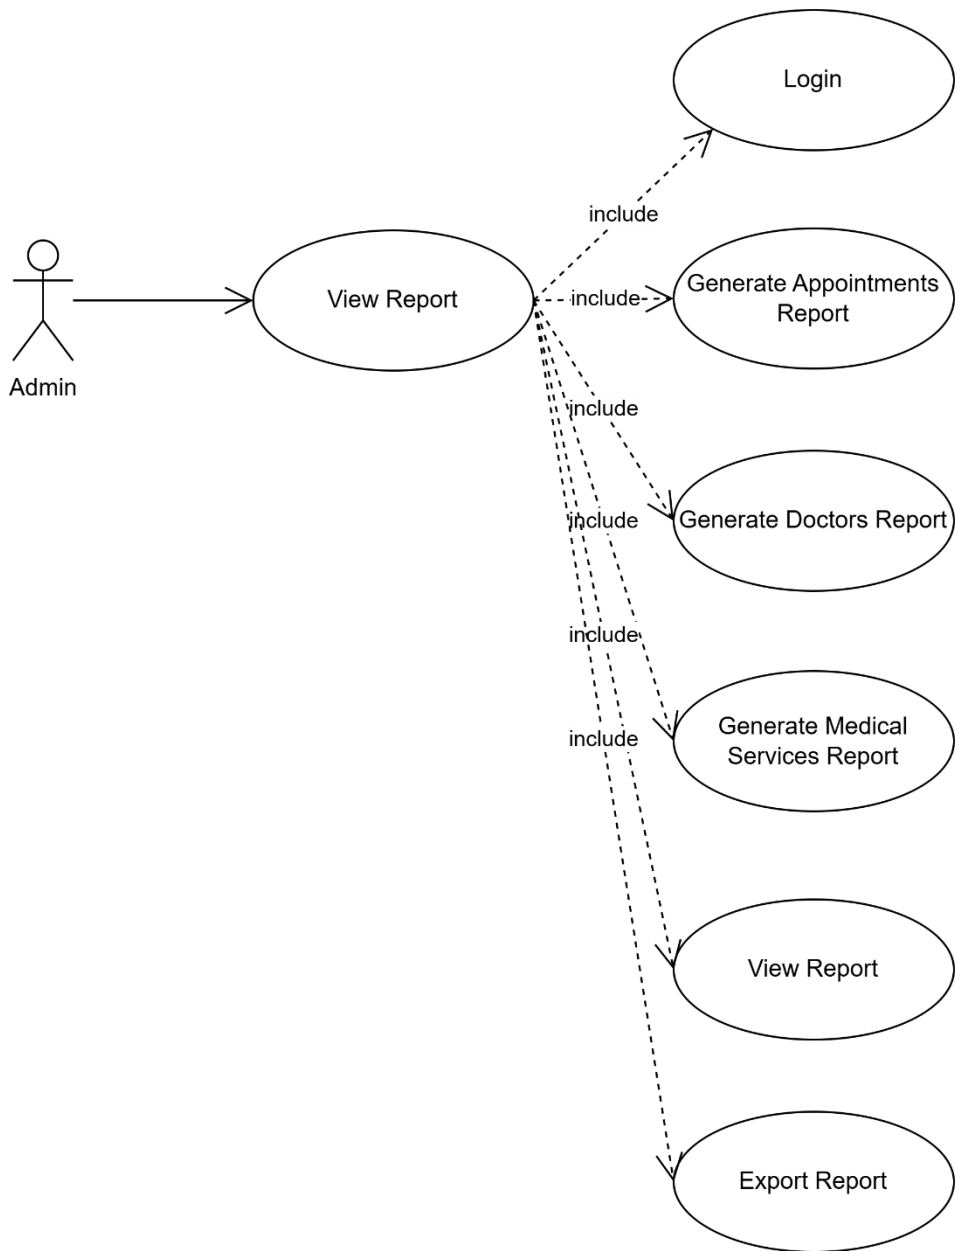 Login
include
Admin
View Report
include
Generate Appointments
Report
include
Generate Doctors Report
include
Generate Medical
Services Report
include
View Report
include
Export Report